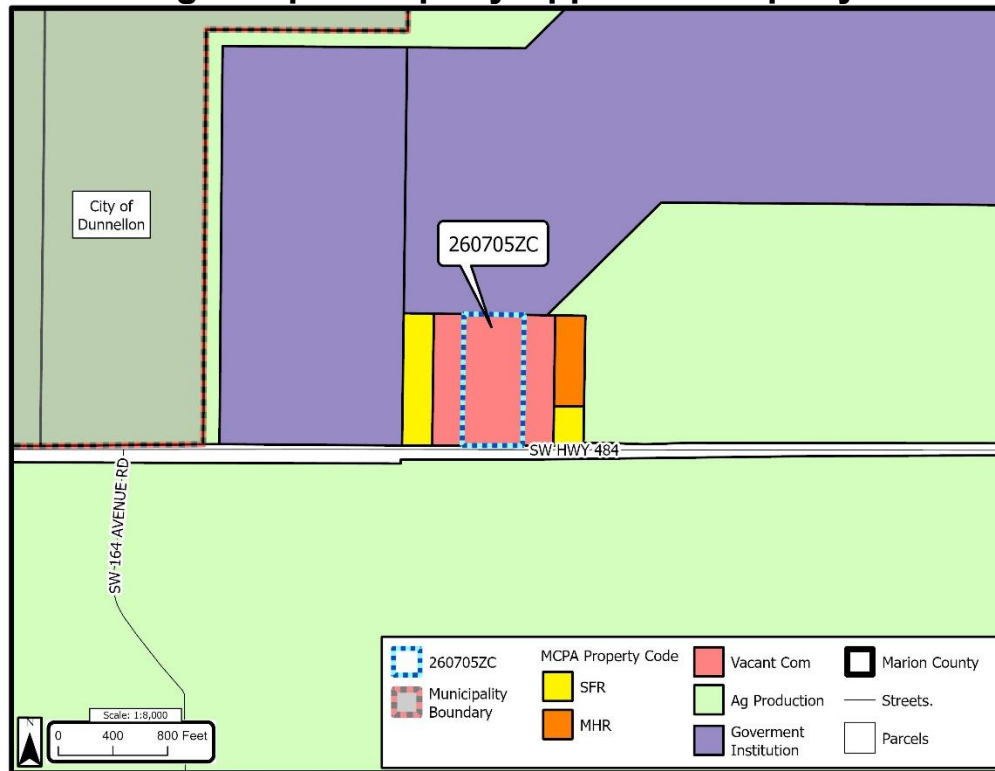 City of
Dunnellon
260705ZC
SW HWY 484
SW 164 AVENUE RD
N
Scale: 1:8,000
0 400 800 Feet
260705ZC
Municipality
Boundary
MCPA Property Code
SFR
MHR
Vacant Com
Ag Production
Goverment
Institution
Marion County
Streets.
Parcels